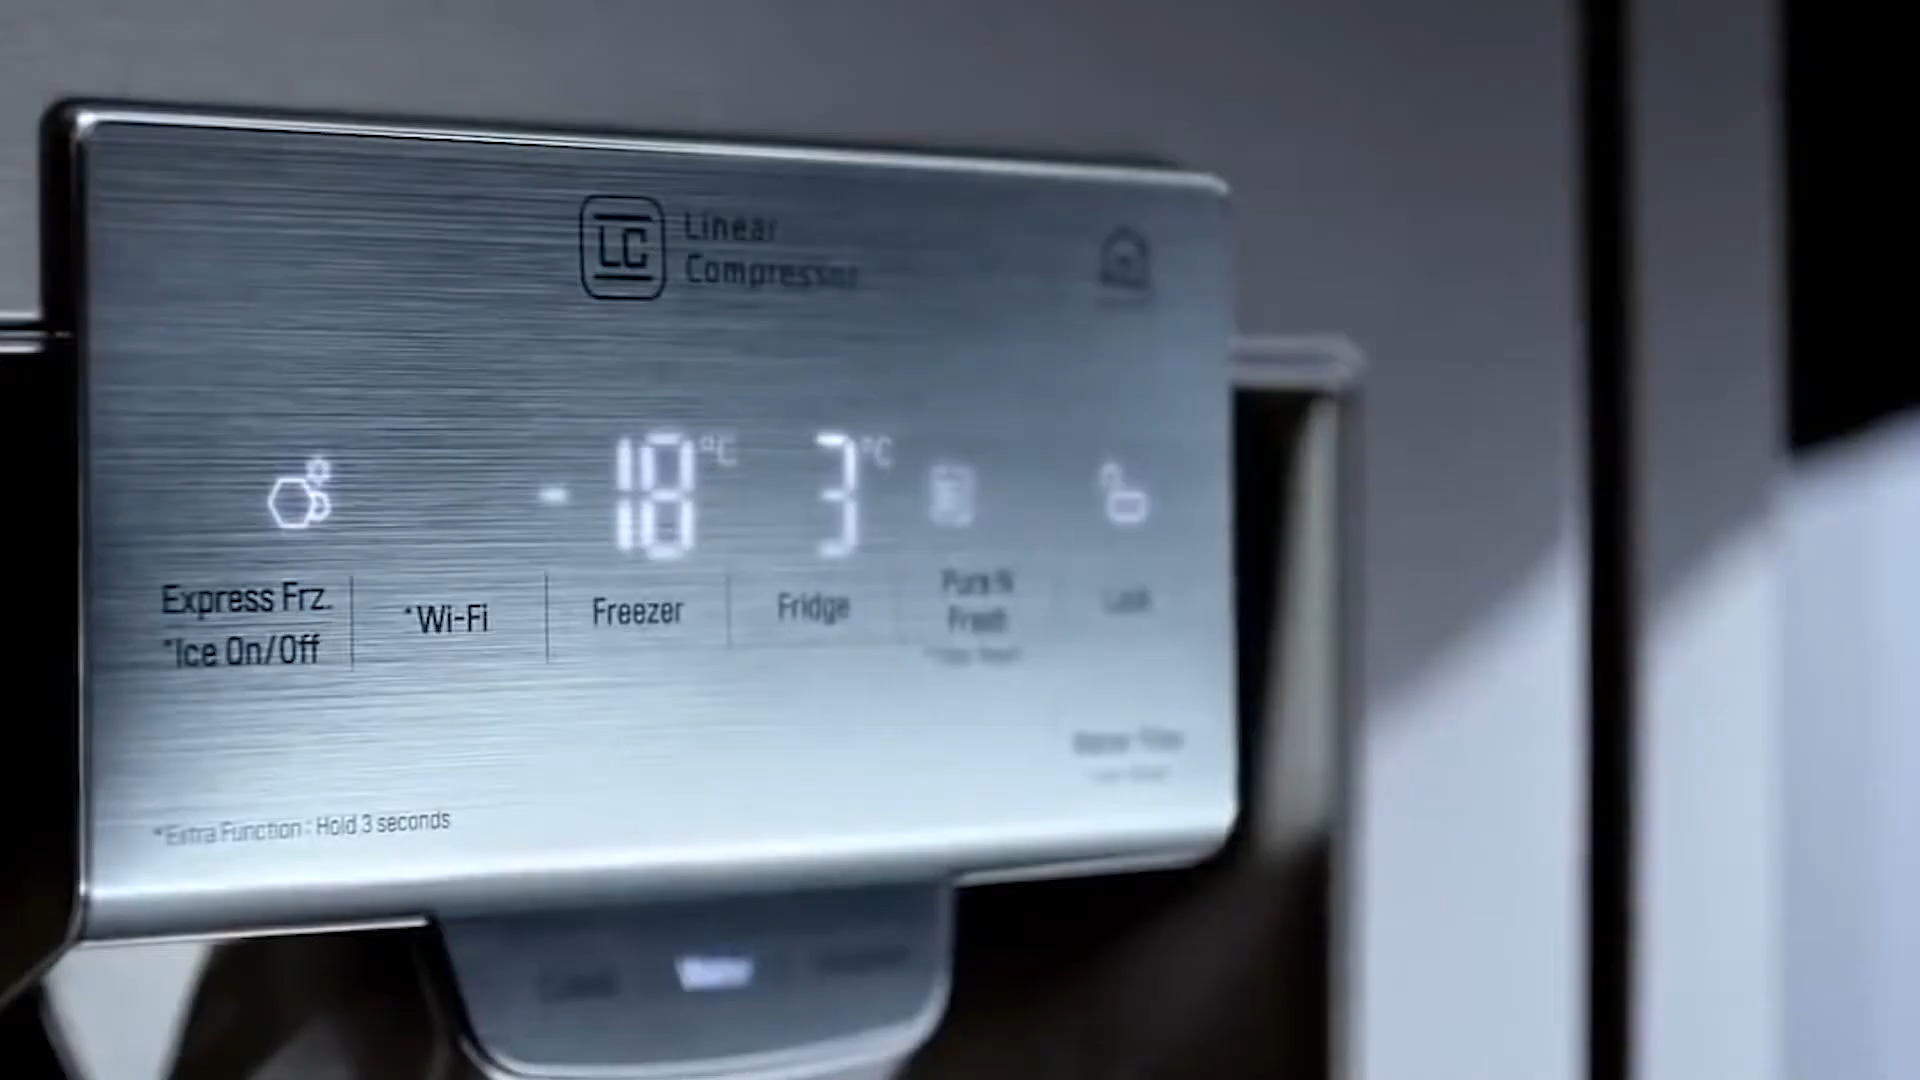 LC
Linear
Compressor
-18°C
3°C
Express Frz.
*Ice On/Off
*Wi-Fi
Freezer
Fridge
Pure N
Fresh
Lock
*Extra Function : Hold 3 seconds